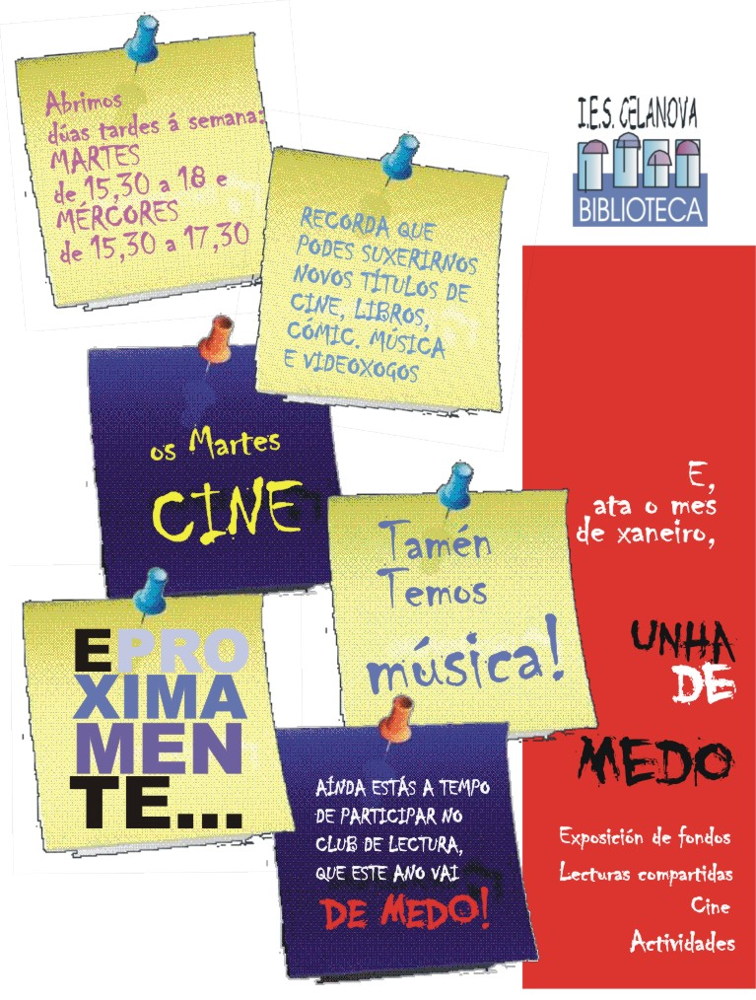 Abrimos
dúas tardes á semana:
MARTES
de 15,30 a 18 e
MÉRCORES
de 15,30 a 17,30
I.E.S. CELANOVA
BIBLIOTECA
RECORDA QUE
PODES SUXERIRNOS
NOVOS TÍTULOS DE
CINE, LIBROS,
CÓMIC. MÚSICA
E VIDEOXOGOS
os Martes
CINE
Tamén
Temos
música!
EPRO
XIMA
MEN
TE...
AÍNDA ESTÁS A TEMPO
DE PARTICIPAR NO
CLUB DE LECTURA,
QUE ESTE ANO VAI
DE MEDO!
E,
ata o mes
de xaneiro,
UNHA
DE
MEDO
Exposición de fondos
Lecturas compartidas
Cine
Actividades